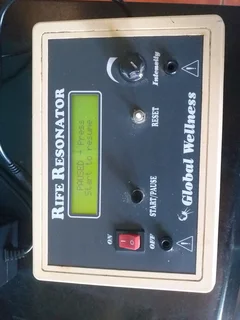 RIFE RESONATOR
PAUSED - Press
Start to resume
Intensity
RESET
START/PAUSE
ON
OFF
Global Wellness